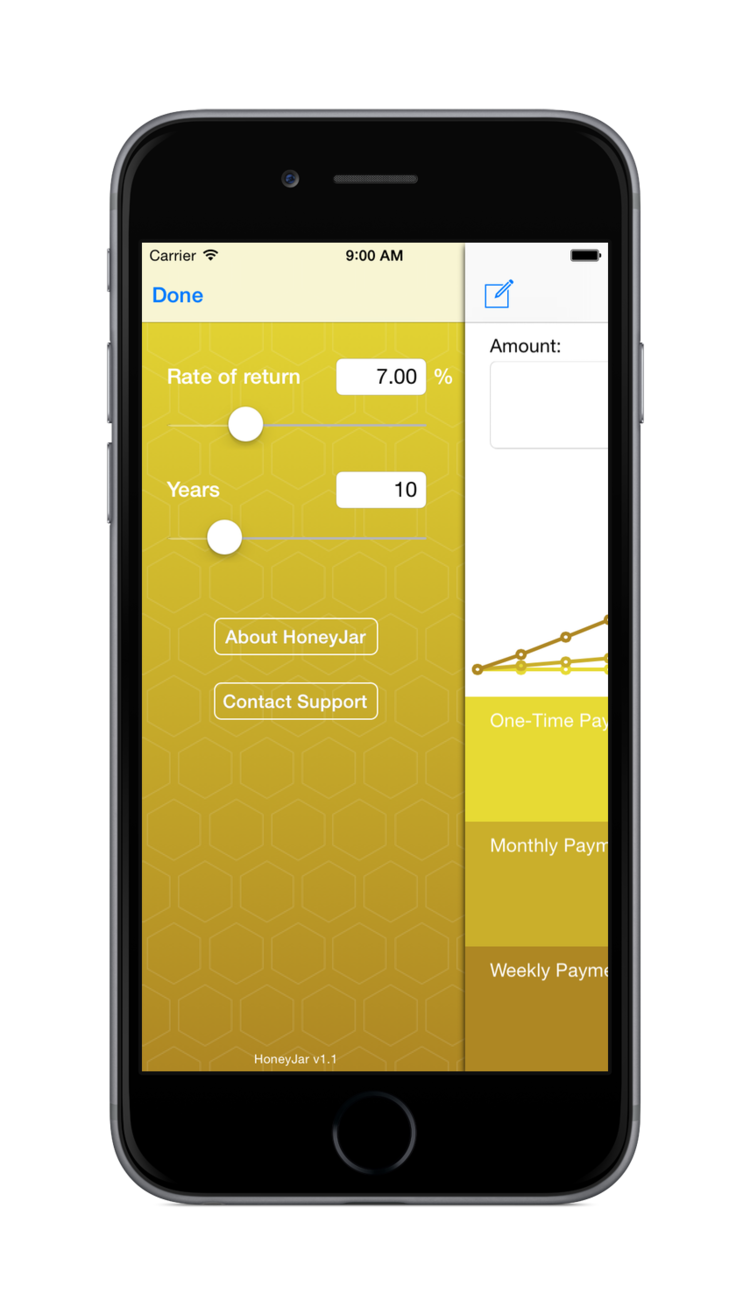 Carrier 9:00 AM
Done
Rate of return 7.00 %
Years 10
About HoneyJar
Contact Support
HoneyJar v1.1
Amount:
One-Time Pay
Monthly Paym
Weekly Payme